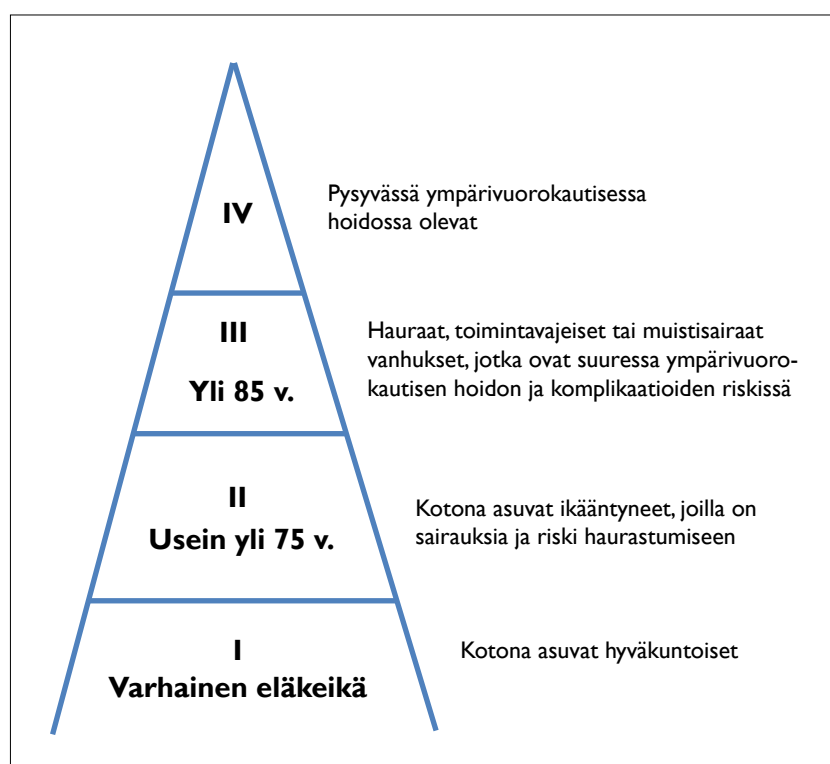 IV
Pysyvässä ympärivuorokautisessa
hoidossa olevat
III
Yli 85 v.
Hauraat, toimintavajeiset tai muistisairaat
vanhukset, jotka ovat suuressa ympärivuoro-
kautisen hoidon ja komplikaatioiden riskissä
II
Usein yli 75 v.
Kotona asuvat ikääntyneet, joilla on
sairauksia ja riski haurastumiseen
I
Varhainen eläkeikä
Kotona asuvat hyväkuntoiset